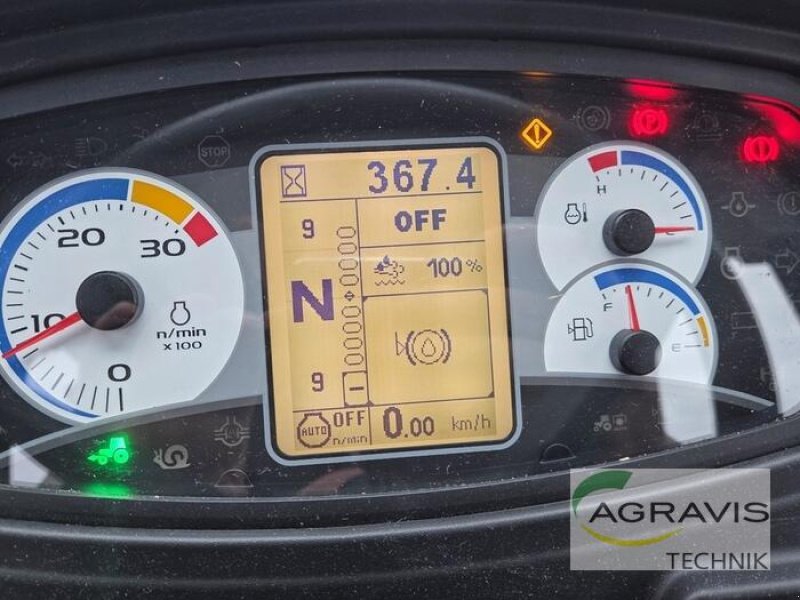 STOP
367.4
9
OFF
100%
N
9
AUTO
OFF
n/min
0.00 km/h
10
20
30
0
n/min
x 100
H
F
E
P
AGRAVIS
TECHNIK